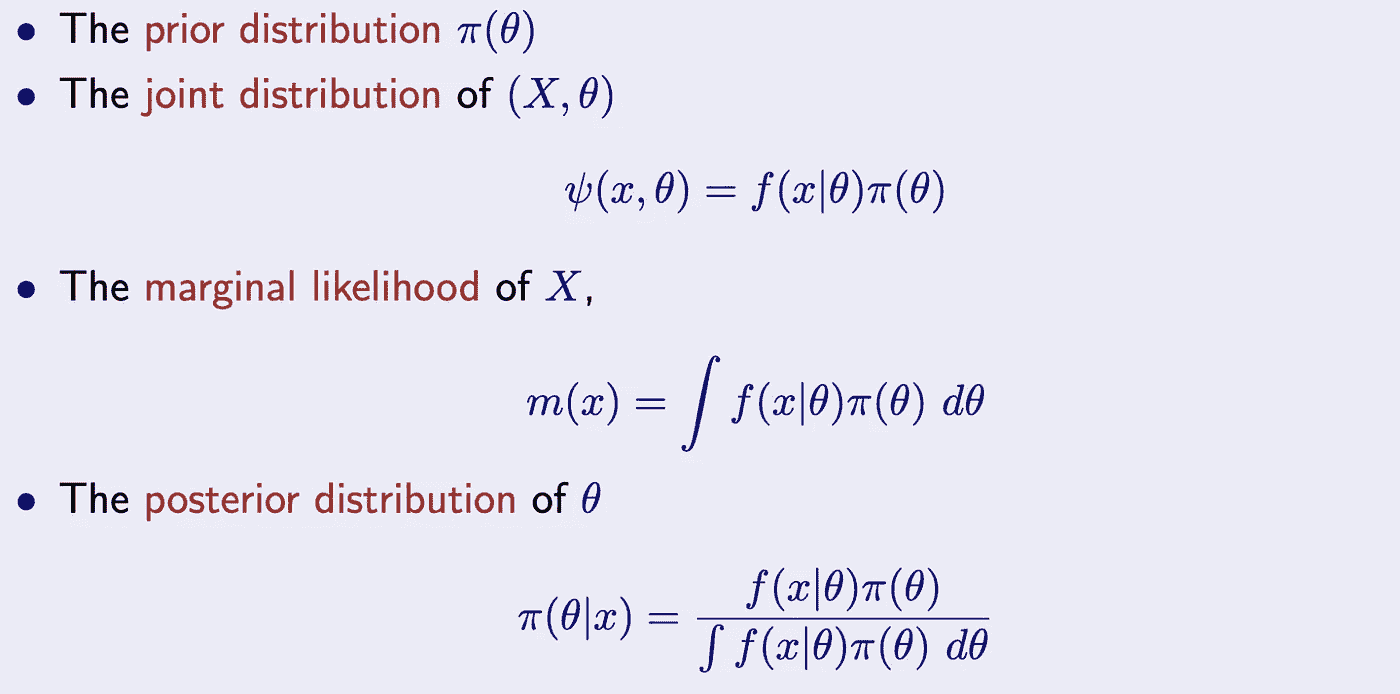 • The prior distribution π(θ)
• The joint distribution of (X, θ)
ψ(x, θ) = f(x|θ)π(θ)
• The marginal likelihood of X,
m(x) = ∫ f(x|θ)π(θ) dθ
• The posterior distribution of θ
π(θ|x) = f(x|θ)π(θ) / ∫ f(x|θ)π(θ) dθ